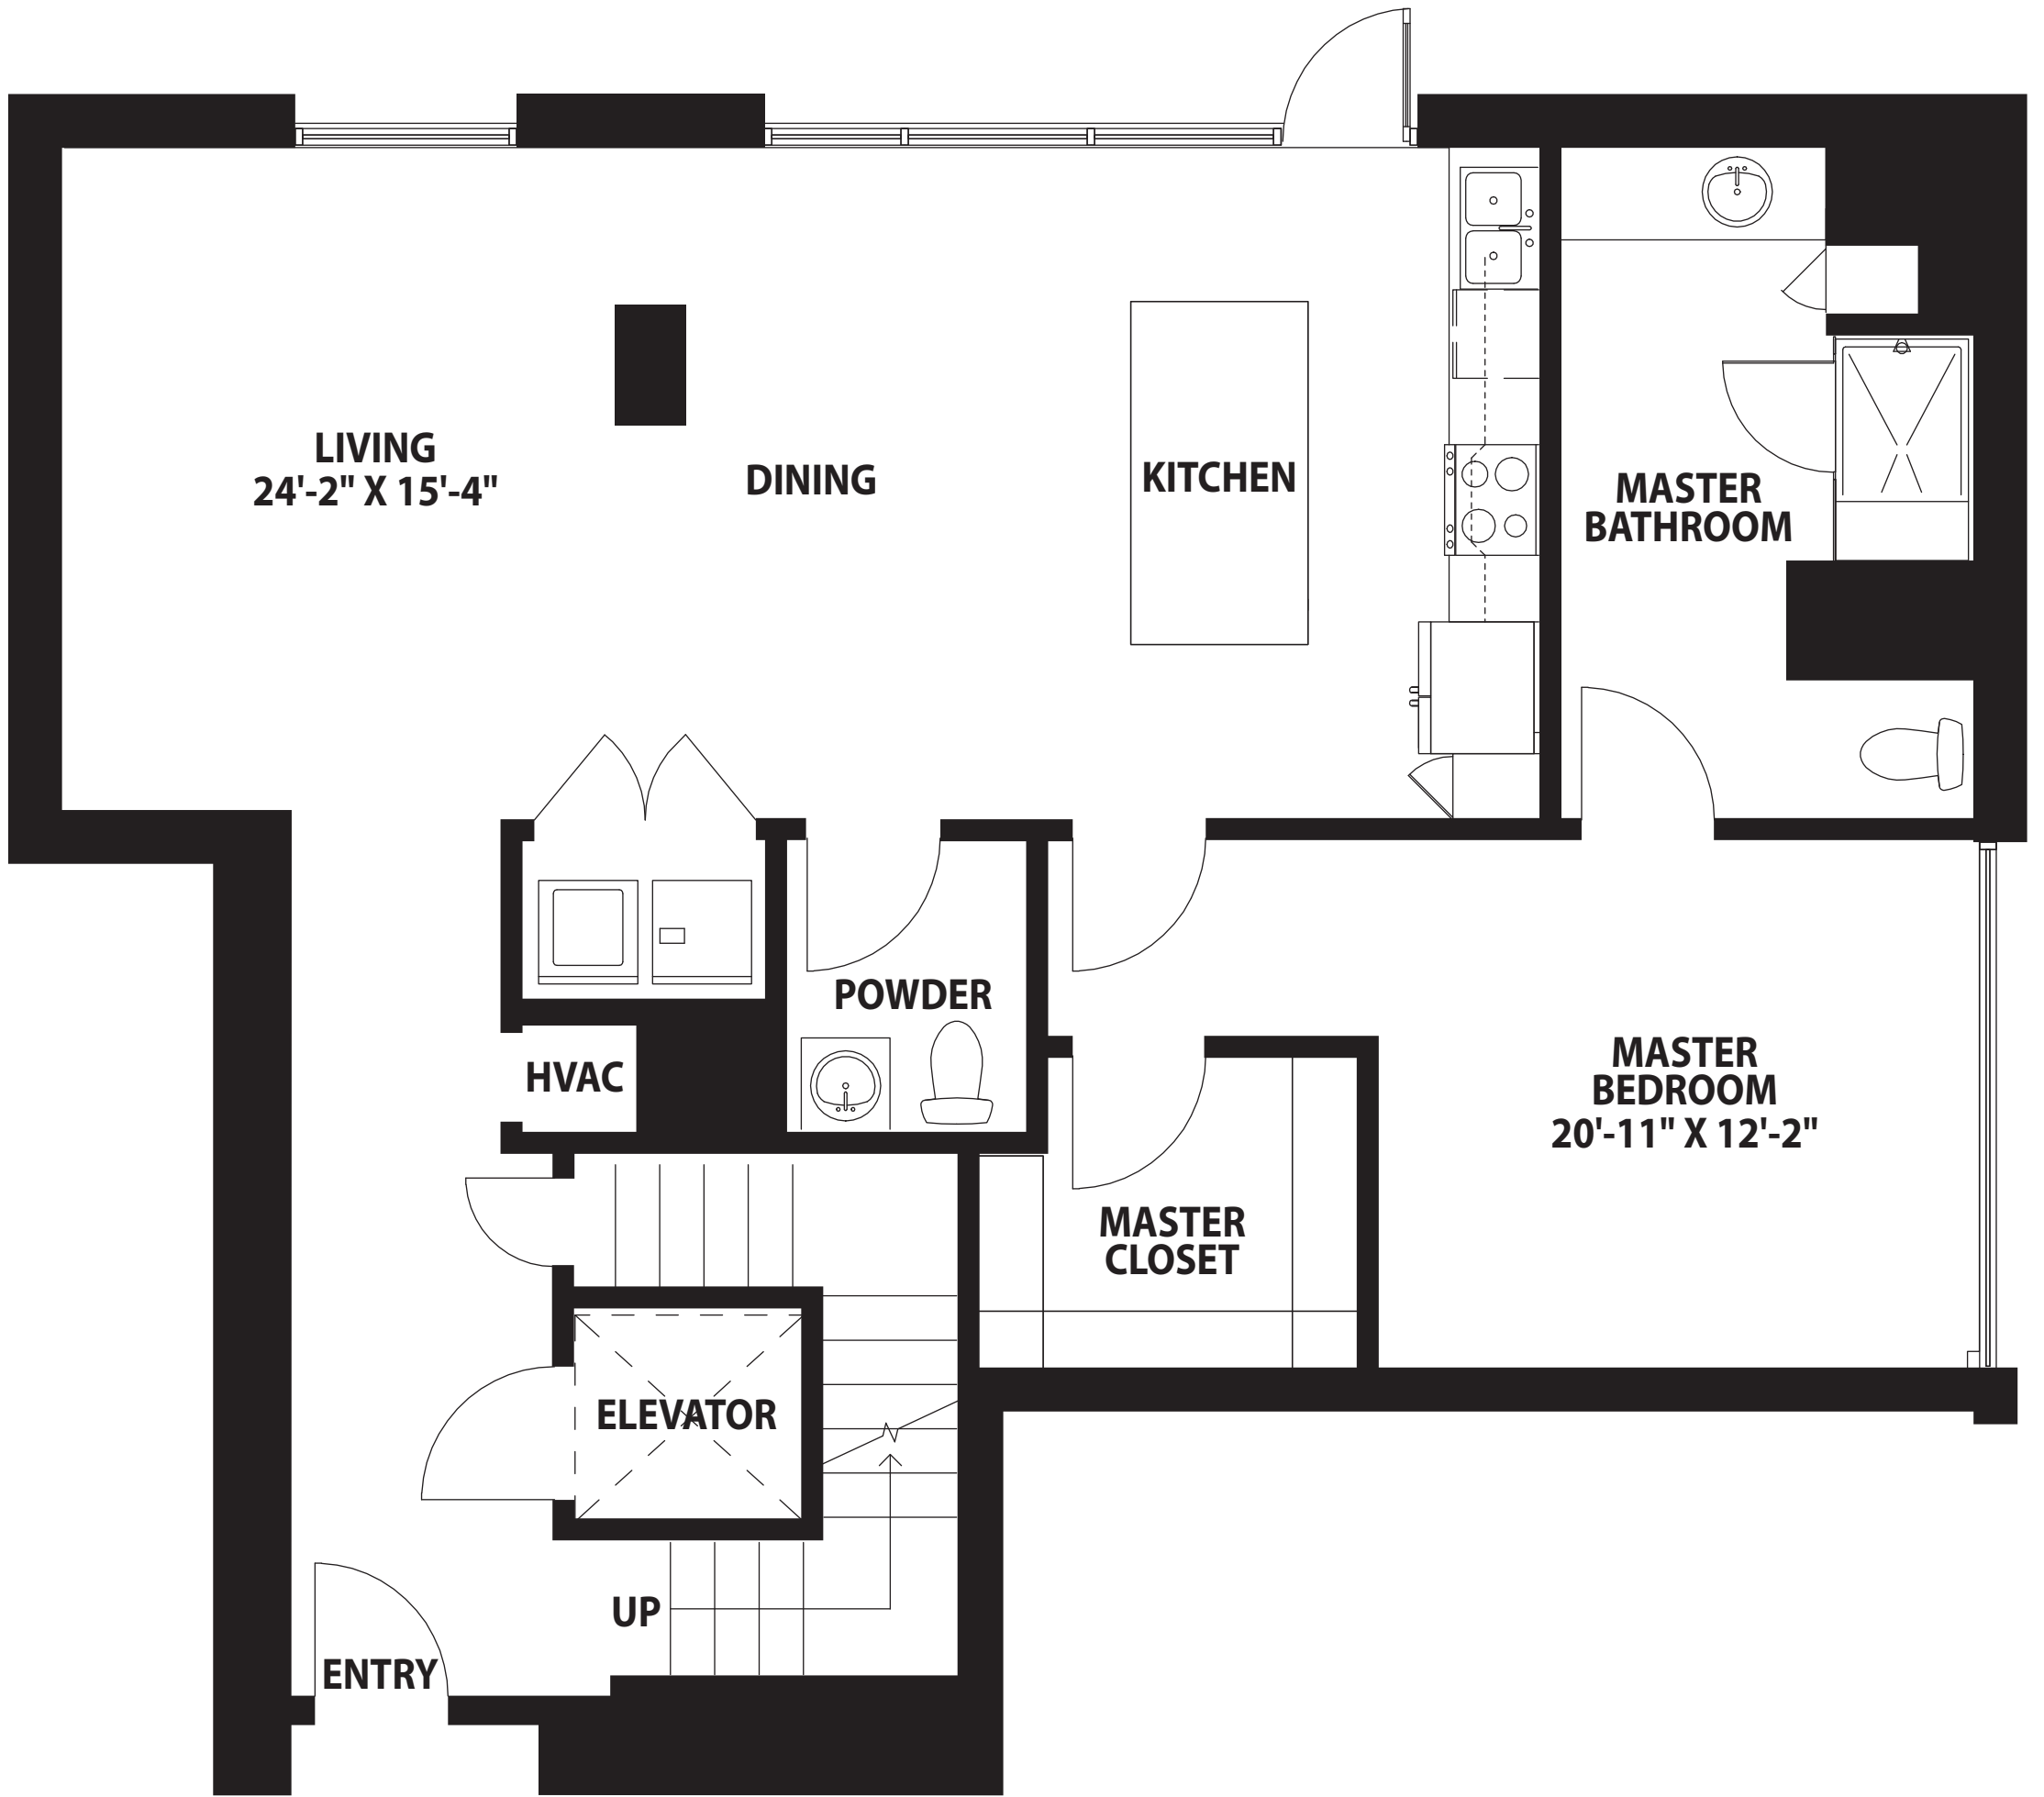 LIVING
24'-2" X 15'-4"
DINING
KITCHEN
MASTER
BATHROOM
POWDER
HVAC
MASTER
BEDROOM
20'-11" X 12'-2"
MASTER
CLOSET
ELEVATOR
UP
ENTRY